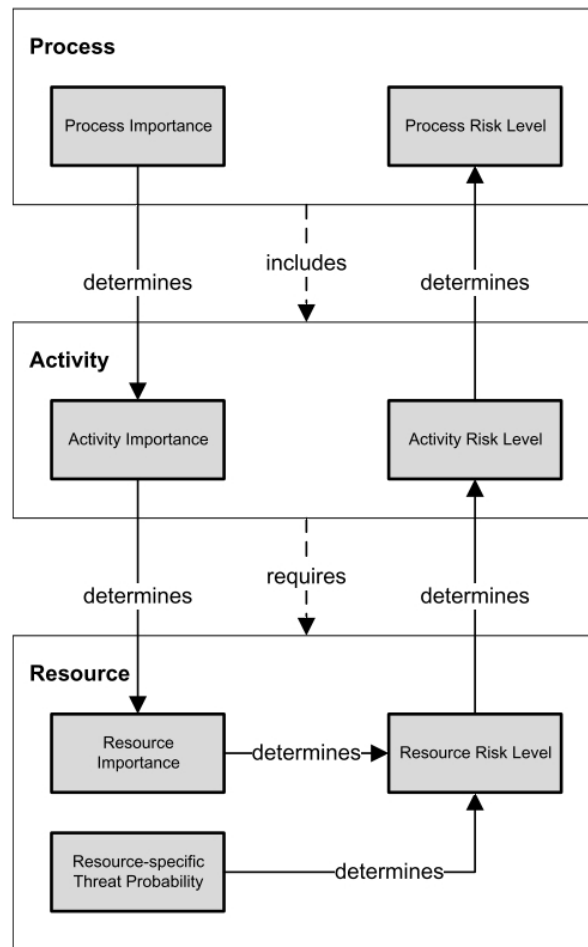 Process
Process Importance
Process Risk Level
determines
includes
determines
Activity
Activity Importance
Activity Risk Level
determines
requires
determines
Resource
Resource
Importance
determines
Resource Risk Level
Resource-specific
Threat Probability
determines